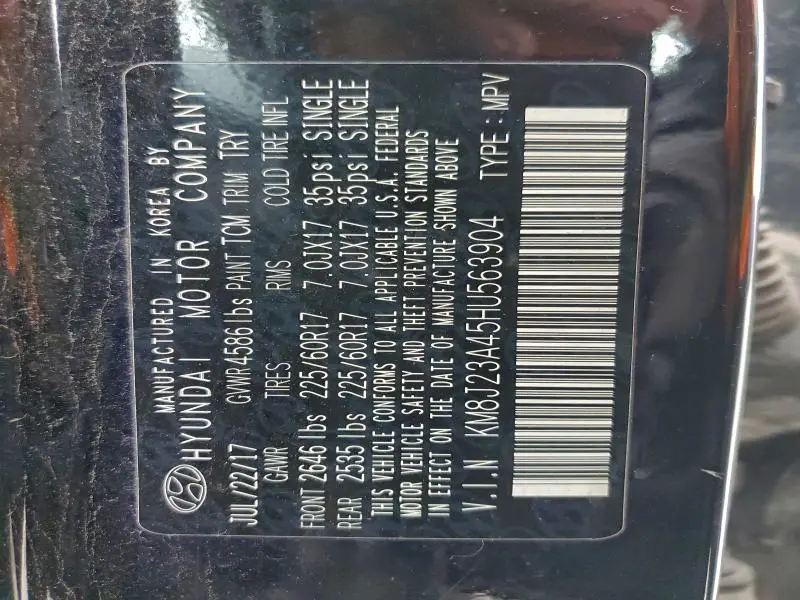 MANUFACTURED IN KOREA BY
HYUNDAI MOTOR COMPANY
JUL/22/17 GVWR 4586 lbs PAINT TCM TRIM TRY
GAWR TIRES RMS COLD TIRE INFL
FRONT 2646 lbs 225/60R17 7.0JX17 35psi SINGLE
REAR 2535 lbs 225/60R17 7.0JX17 35psi SINGLE
THIS VEHICLE CONFORMS TO ALL APPLICABLE U.S.A. FEDERAL
MOTOR VEHICLE SAFETY AND THEFT PREVENTION STANDARDS
IN EFFECT ON THE DATE OF MANUFACTURE SHOWN ABOVE
V.I.N KM8J23A45HU563904 TYPE : MPV